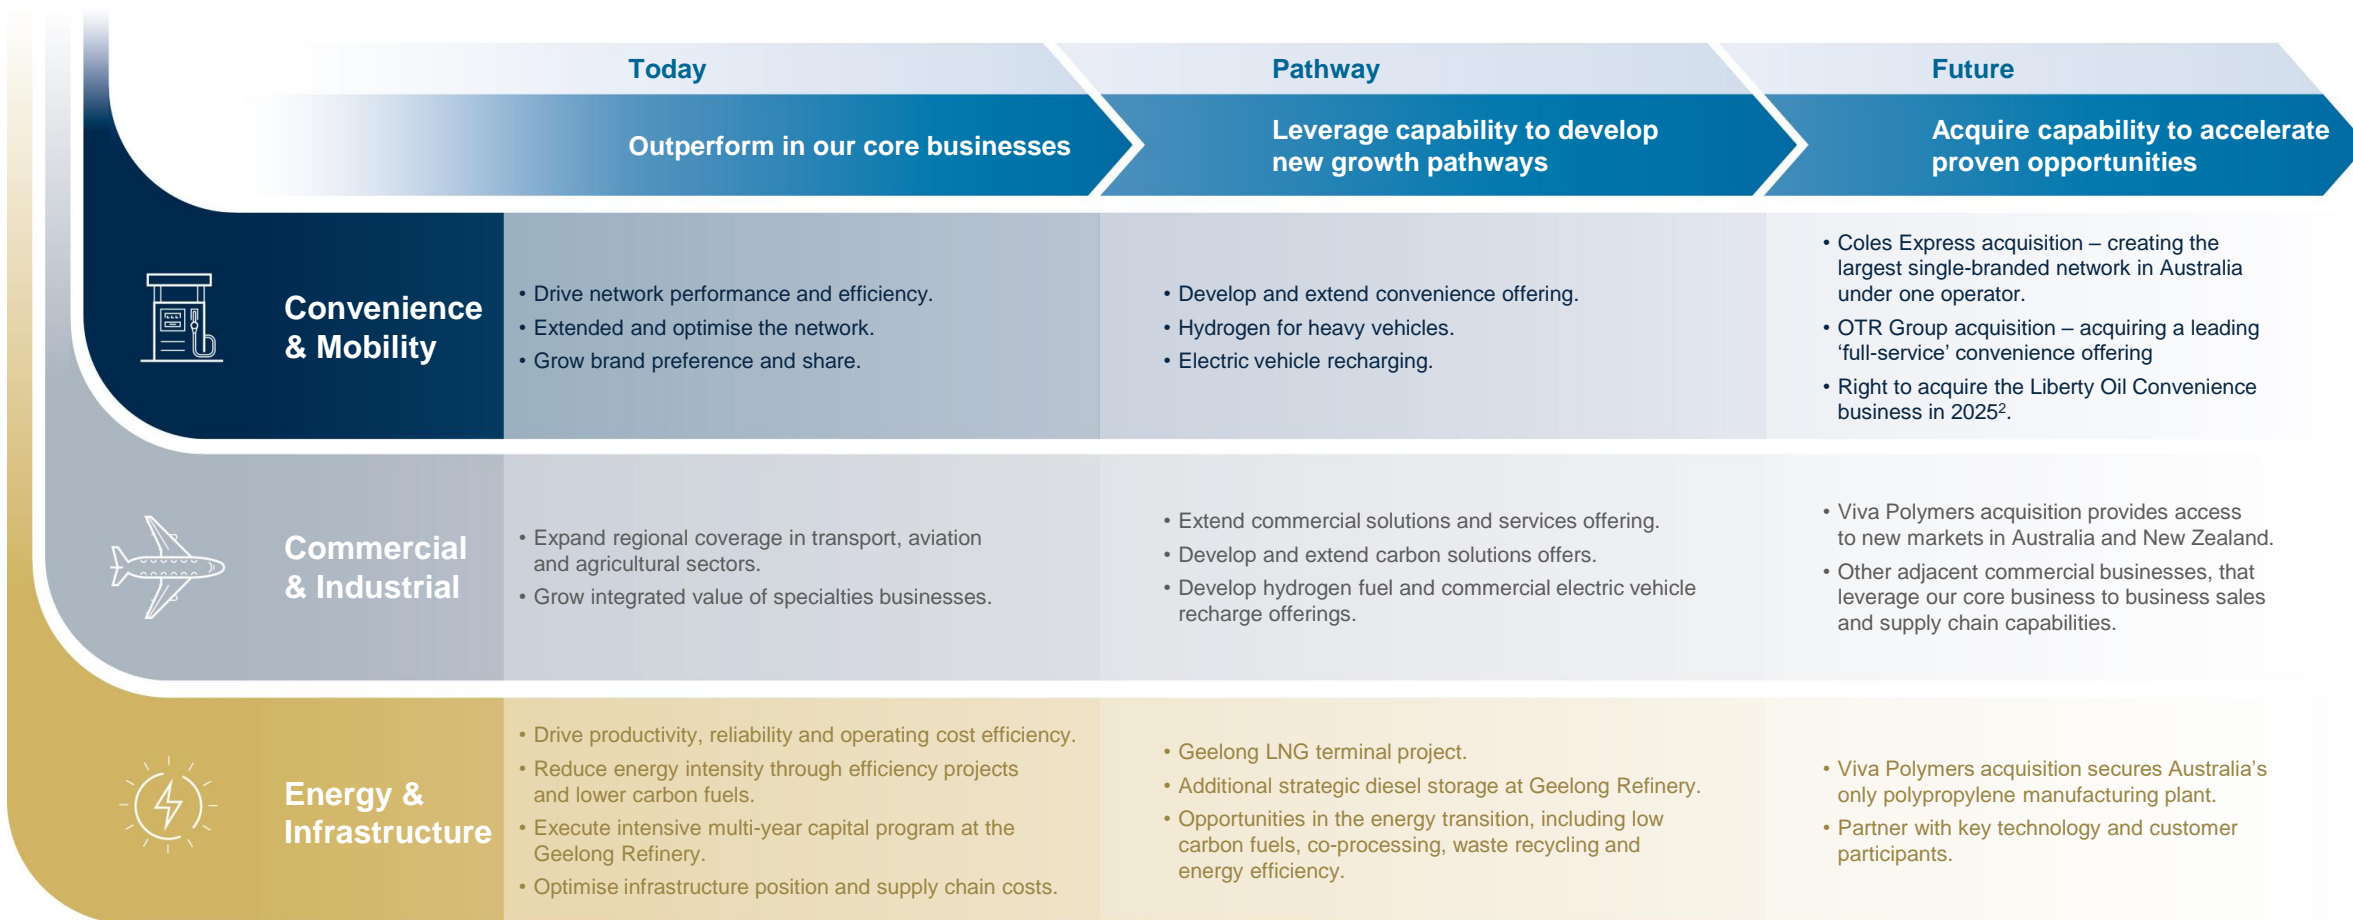 Today
Pathway
Future
Outperform in our core businesses
Leverage capability to develop
new growth pathways
Acquire capability to accelerate
proven opportunities
Convenience
& Mobility
• Drive network performance and efficiency.
• Extended and optimise the network.
• Grow brand preference and share.
• Develop and extend convenience offering.
• Hydrogen for heavy vehicles.
• Electric vehicle recharging.
• Coles Express acquisition – creating the
largest single-branded network in Australia
under one operator.
• OTR Group acquisition – acquiring a leading
‘full-service’ convenience offering
• Right to acquire the Liberty Oil Convenience
business in 2025².
Commercial
& Industrial
• Expand regional coverage in transport, aviation
and agricultural sectors.
• Grow integrated value of specialties businesses.
• Extend commercial solutions and services offering.
• Develop and extend carbon solutions offers.
• Develop hydrogen fuel and commercial electric vehicle
recharge offerings.
• Viva Polymers acquisition provides access
to new markets in Australia and New Zealand.
• Other adjacent commercial businesses, that
leverage our core business to business sales
and supply chain capabilities.
Energy &
Infrastructure
• Drive productivity, reliability and operating cost efficiency.
• Reduce energy intensity through efficiency projects
and lower carbon fuels.
• Execute intensive multi-year capital program at the
Geelong Refinery.
• Optimise infrastructure position and supply chain costs.
• Geelong LNG terminal project.
• Additional strategic diesel storage at Geelong Refinery.
• Opportunities in the energy transition, including low
carbon fuels, co-processing, waste recycling and
energy efficiency.
• Viva Polymers acquisition secures Australia’s
only polypropylene manufacturing plant.
• Partner with key technology and customer
participants.